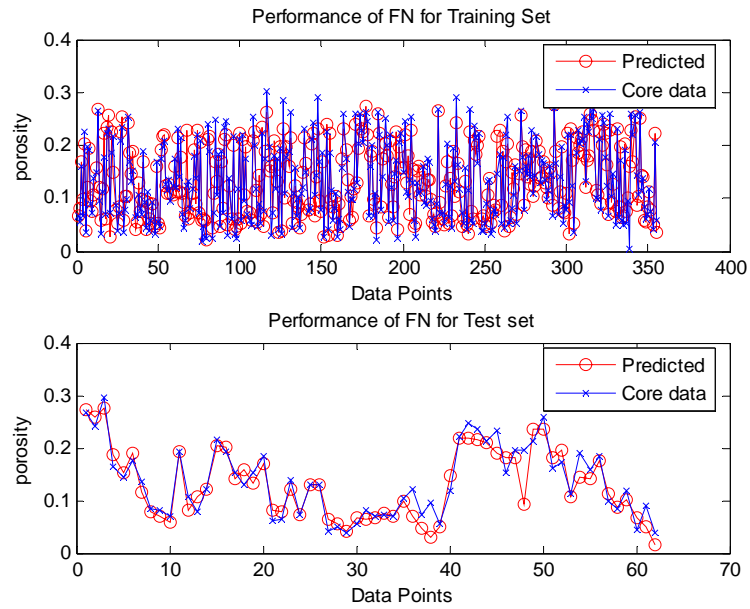 Performance of FN for Training Set
0.4
0.3
0.2
0.1
0
porosity
Predicted
Core data
0 50 100 150 200 250 300 350 400
Data Points
Performance of FN for Test set
0.4
0.3
0.2
0.1
0
porosity
Predicted
Core data
0 10 20 30 40 50 60 70
Data Points